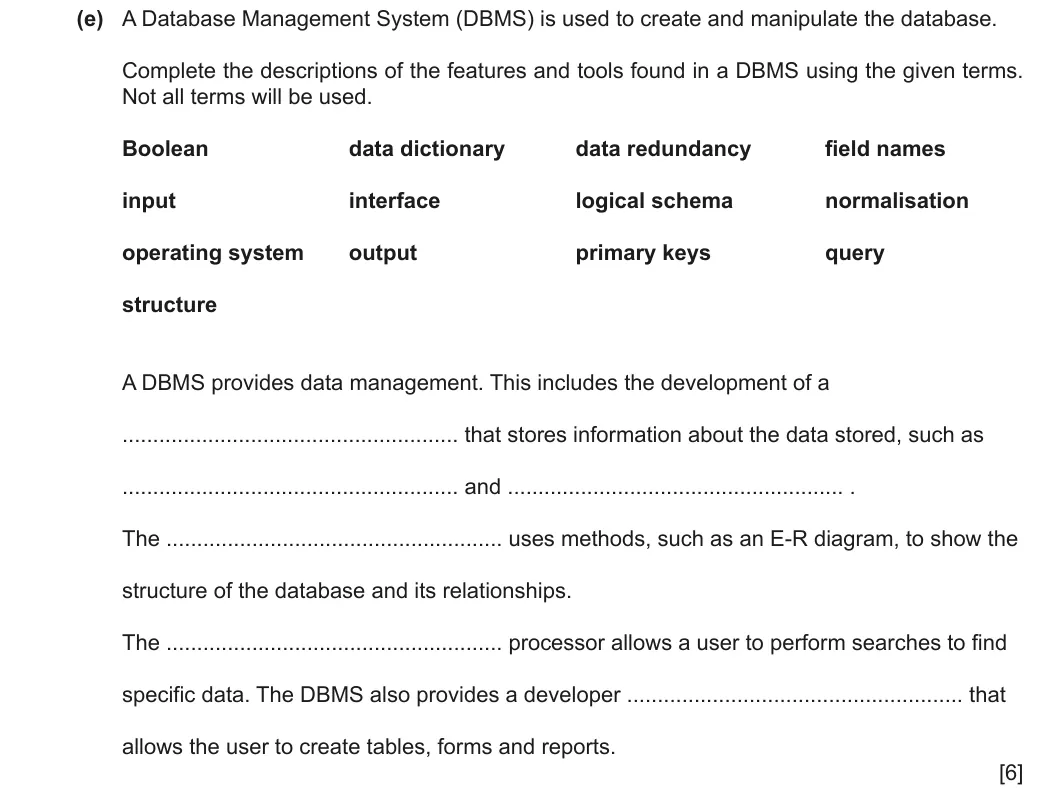 (e) A Database Management System (DBMS) is used to create and manipulate the database.
Complete the descriptions of the features and tools found in a DBMS using the given terms.
Not all terms will be used.
Boolean data dictionary data redundancy field names
input interface logical schema normalisation
operating system output primary keys query
structure
A DBMS provides data management. This includes the development of a
....................................................... that stores information about the data stored, such as
....................................................... and ....................................................... .
The ....................................................... uses methods, such as an E-R diagram, to show the
structure of the database and its relationships.
The ....................................................... processor allows a user to perform searches to find
specific data. The DBMS also provides a developer ....................................................... that
allows the user to create tables, forms and reports.
[6]